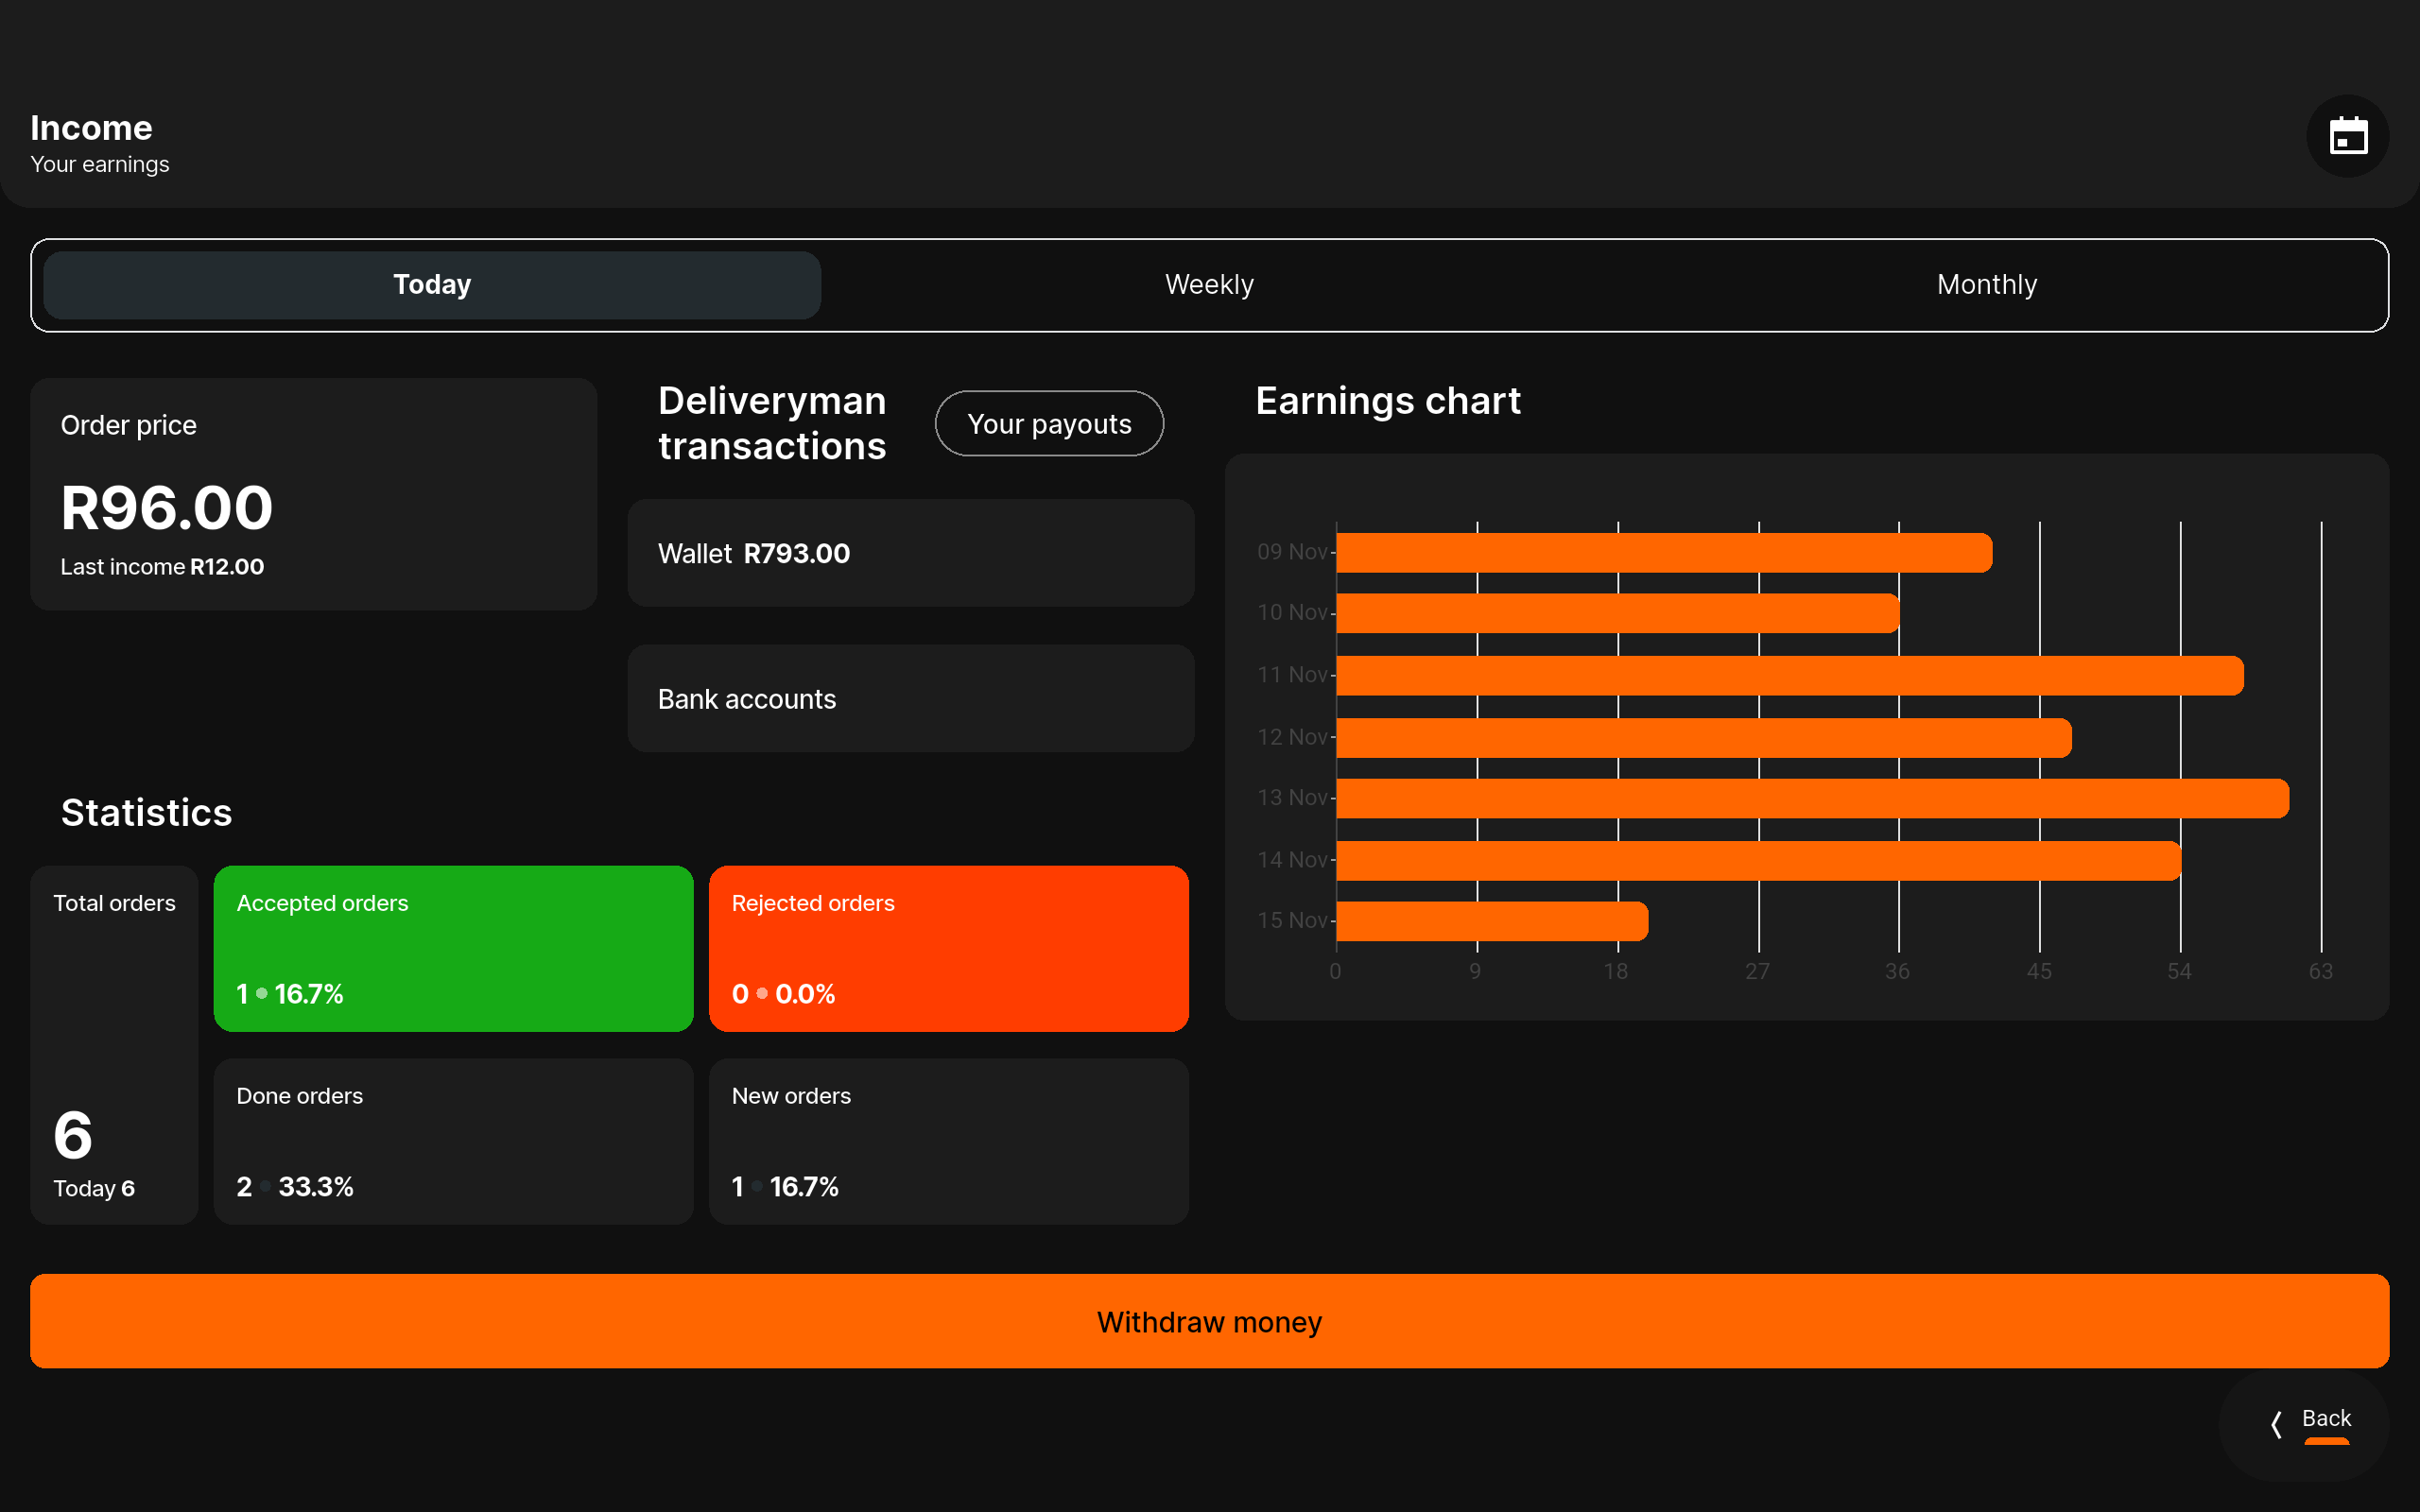 Income
Your earnings
Today
Weekly
Monthly
Order price
R96.00
Last income R12.00
Deliveryman
transactions
Your payouts
Wallet R793.00
Bank accounts
Earnings chart
09 Nov
10 Nov
11 Nov
12 Nov
13 Nov
14 Nov
15 Nov
0 9 18 27 36 45 54 63
Statistics
Total orders
6
Today 6
Accepted orders
1 • 16.7%
Rejected orders
0 • 0.0%
Done orders
2 • 33.3%
New orders
1 • 16.7%
Withdraw money
Back